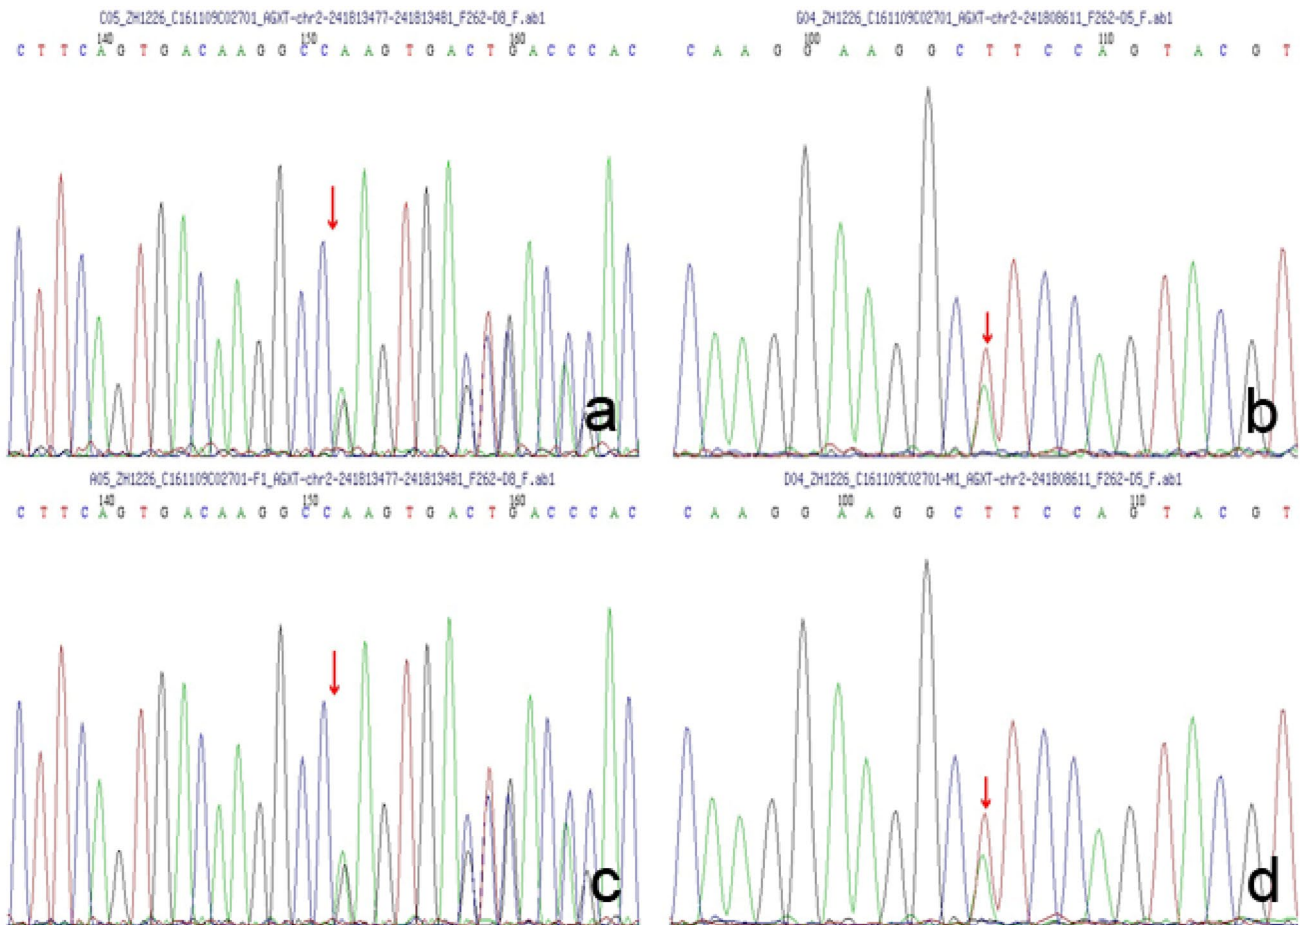 C05_ZH1226_C161109C02701_AGXT-chr2-241813477-241813481_F262-D8_F.ab1
140 150 160
C T T C A G T G A C A A G G C C A A G T G A C T G A C C C A C
a
G04_ZH1226_C161109C02701_AGXT-chr2-241808611_F262-D5_F.ab1
100 110
C A A G G A A G G C T T C C A G T A C G T
b
A05_ZH1226_C161109C02701-F1_AGXT-chr2-241813477-241813481_F262-D8_F.ab1
140 150 160
C T T C A G T G A C A A G G C C A A G T G A C T G A C C C A C
c
D04_ZH1226_C161109C02701-M1_AGXT-chr2-241808611_F262-D5_F.ab1
100 110
C A A G G A A G G C T T C C A G T A C G T
d